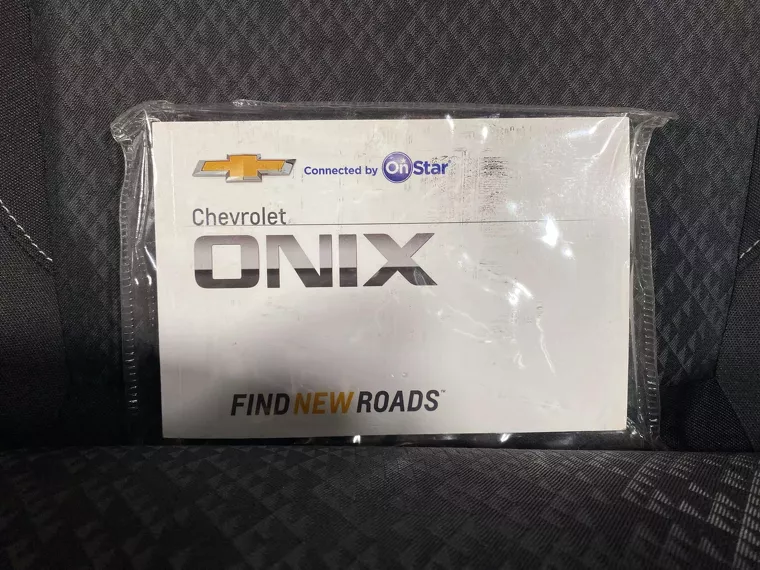 Connected by OnStar
Chevrolet
ONIX
FIND NEW ROADS™